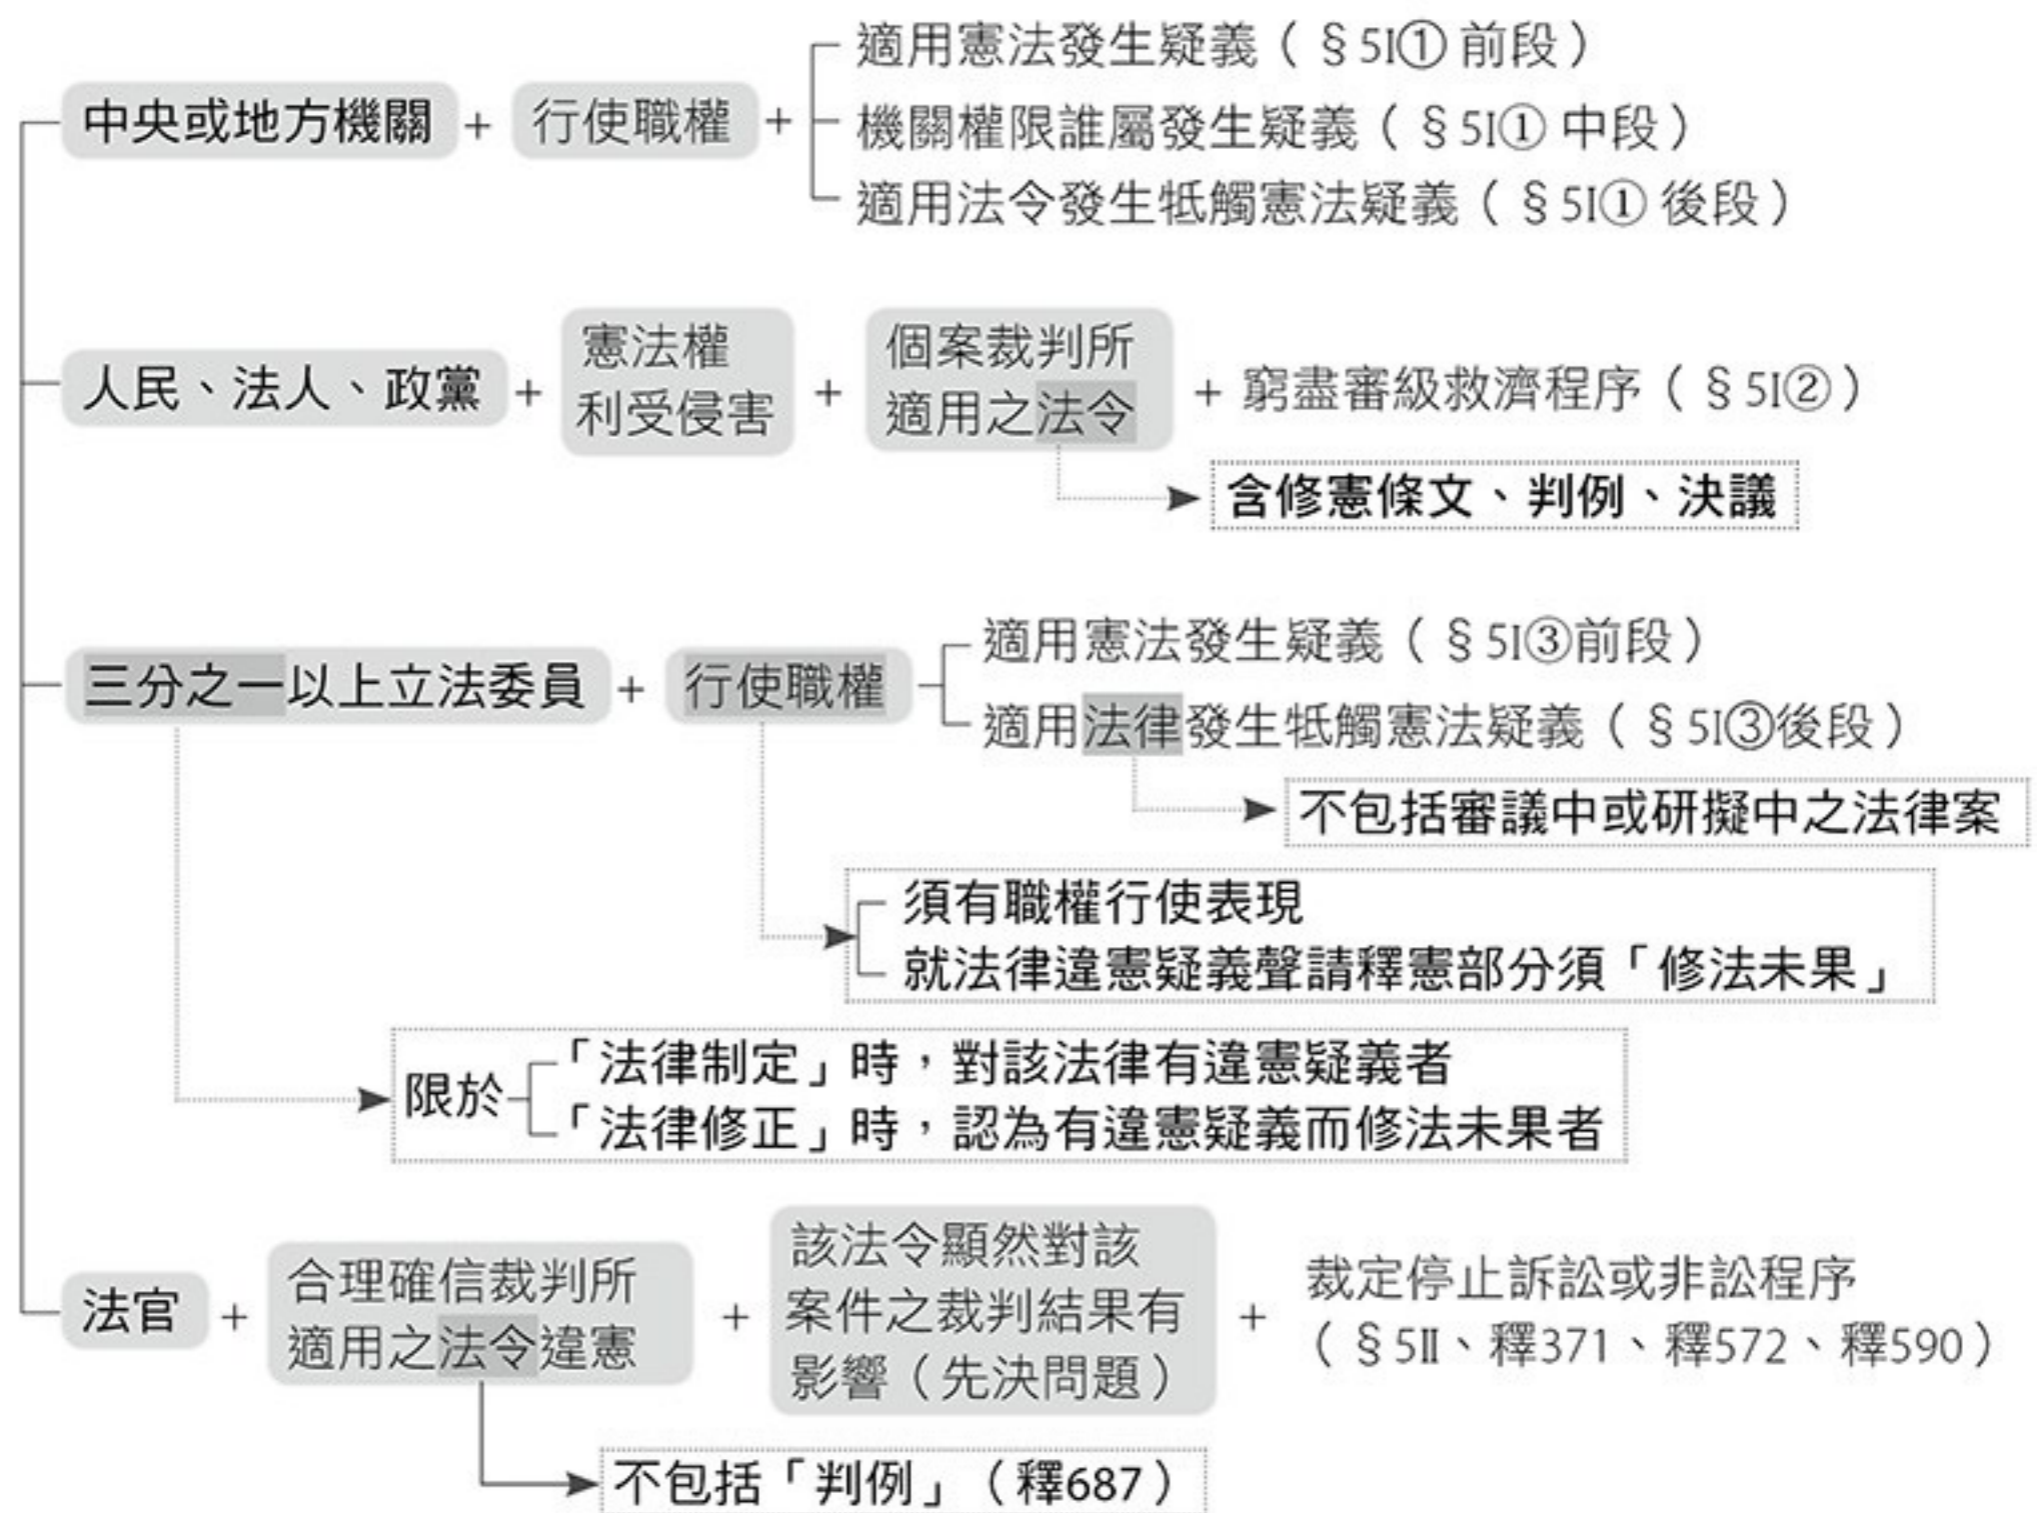 適用憲法發生疑義（§5I① 前段）
中央或地方機關 + 行使職權 + 機關權限誰屬發生疑義（§5I① 中段）
適用法令發生牴觸憲法疑義（§5I① 後段）
人民、法人、政黨 + 憲法權
利受侵害 + 個案裁判所
適用之法令 + 窮盡審級救濟程序（§5I②）
含修憲條文、判例、決議
三分之一以上立法委員 + 行使職權
適用憲法發生疑義（§5I③前段）
適用法律發生牴觸憲法疑義（§5I③後段）
不包括審議中或研擬中之法律案
須有職權行使表現
就法律違憲疑義聲請釋憲部分須「修法未果」
限於
「法律制定」時，對該法律有違憲疑義者
「法律修正」時，認為有違憲疑義而修法未果者
法官 + 合理確信裁判所
適用之法令違憲 + 該法令顯然對該
案件之裁判結果有
影響（先決問題） + 裁定停止訴訟或非訟程序
（§5II、釋371、釋572、釋590）
不包括「判例」（釋687）